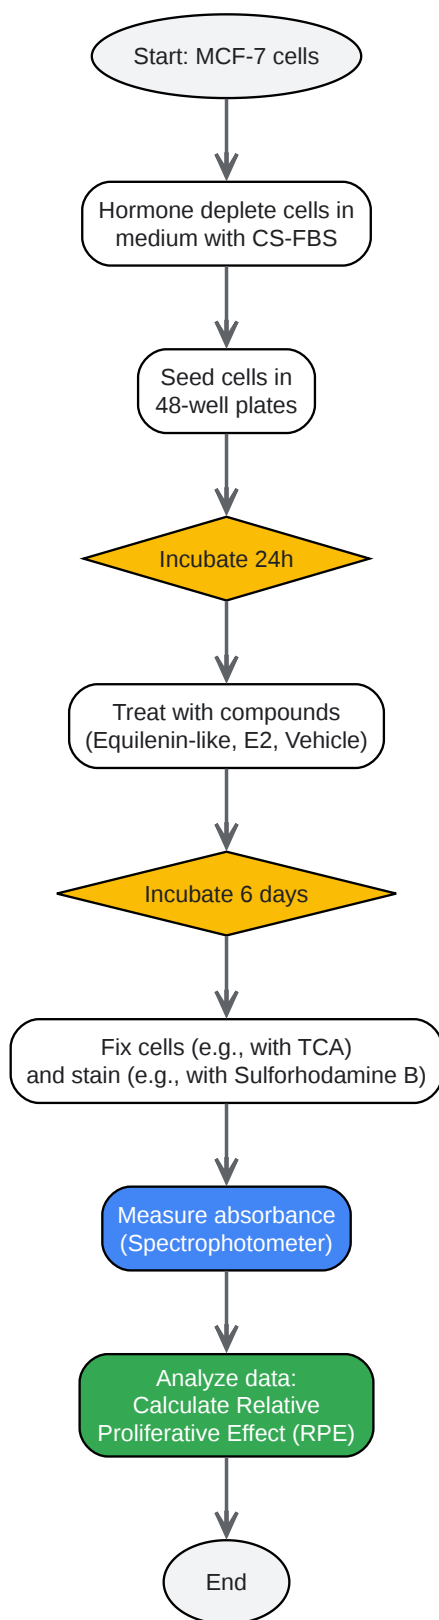 Start: MCF-7 cells
Hormone deplete cells in
medium with CS-FBS
Seed cells in
48-well plates
Incubate 24h
Treat with compounds
(Equilenin-like, E2, Vehicle)
Incubate 6 days
Fix cells (e.g., with TCA)
and stain (e.g., with Sulforhodamine B)
Measure absorbance
(Spectrophotometer)
Analyze data:
Calculate Relative
Proliferative Effect (RPE)
End